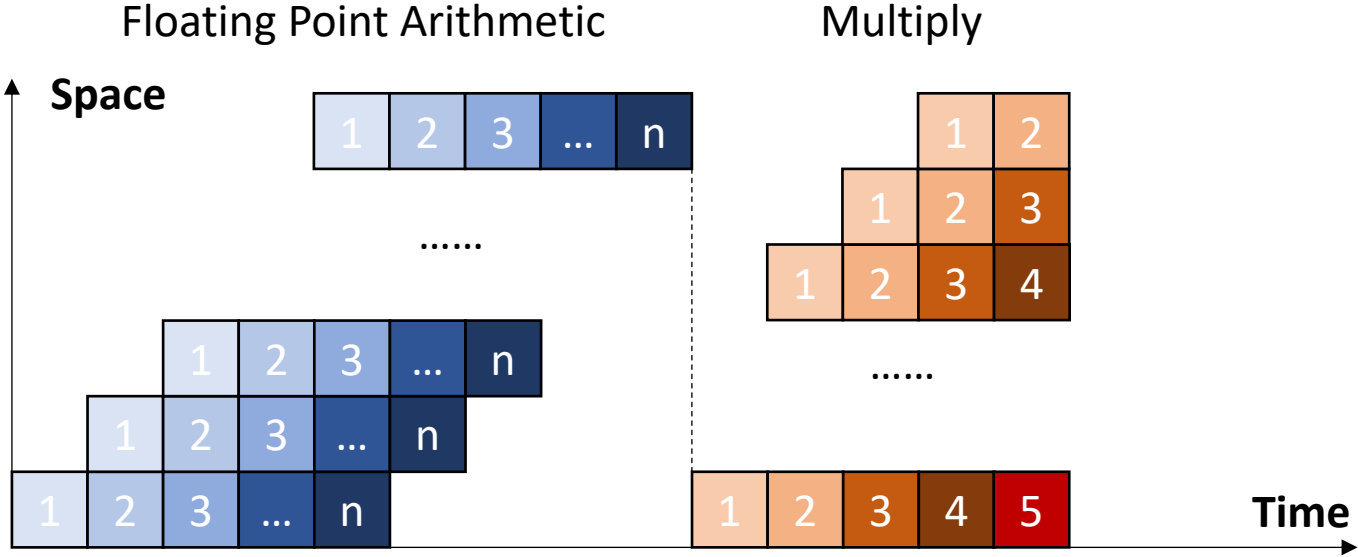 Floating Point Arithmetic Multiply
Space
1 2 3 ... n 1 2
1 2 3
...... 1 2 3 4
1 2 3 ... n ......
1 2 3 ... n
1 2 3 ... n 1 2 3 4 5
Time